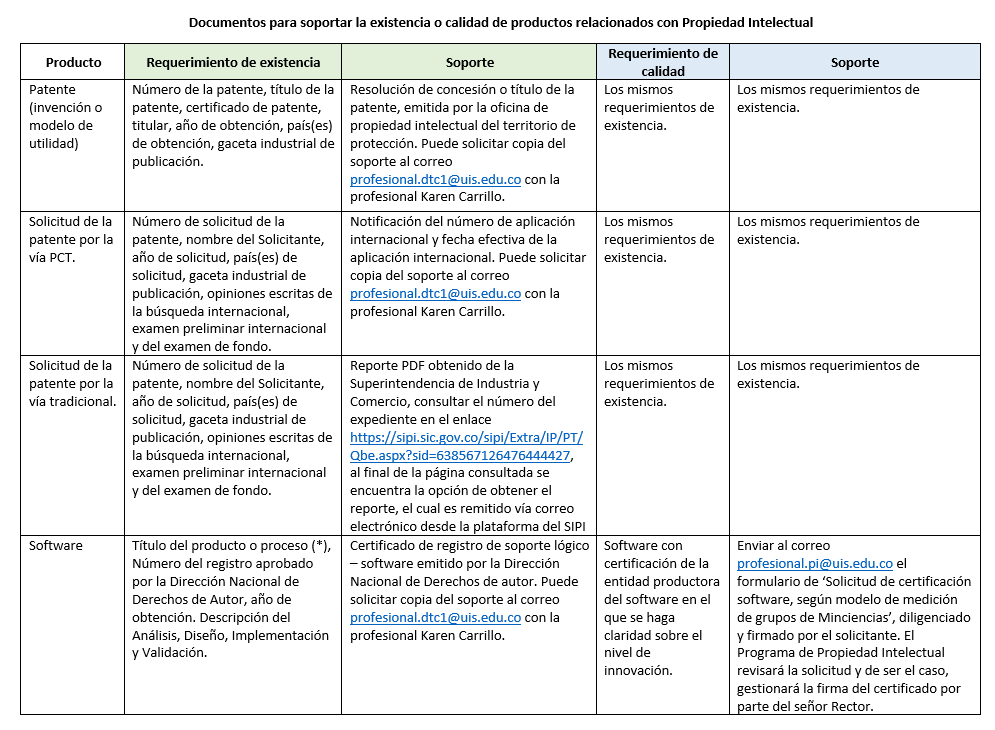 Documentos para soportar la existencia o calidad de productos relacionados con Propiedad Intelectual
Producto
Requerimiento de existencia
Soporte
Requerimiento de
calidad
Soporte
Patente
(invención o
modelo de
utilidad)
Número de la patente, título de la
patente, certificado de patente,
titular, año de obtención, país(es)
de obtención, gaceta industrial de
publicación.
Resolución de concesión o título de la
patente, emitida por la oficina de
propiedad intelectual del territorio de
protección. Puede solicitar copia del
soporte al correo
profesional.dtc1@uis.edu.co con la
profesional Karen Carrillo.
Los mismos
requerimientos de
existencia.
Los mismos requerimientos de
existencia.
Solicitud de la
patente por la
vía PCT.
Número de solicitud de la
patente, nombre del Solicitante,
año de solicitud, país(es) de
solicitud, gaceta industrial de
publicación, opiniones escritas de
la búsqueda internacional,
examen preliminar internacional
y del examen de fondo.
Notificación del número de aplicación
internacional y fecha efectiva de la
aplicación internacional. Puede solicitar
copia del soporte al correo
profesional.dtc1@uis.edu.co con la
profesional Karen Carrillo.
Los mismos
requerimientos de
existencia.
Los mismos requerimientos de
existencia.
Solicitud de la
patente por la
vía tradicional.
Número de solicitud de la
patente, nombre del Solicitante,
año de solicitud, país(es) de
solicitud, gaceta industrial de
publicación, opiniones escritas de
la búsqueda internacional,
examen preliminar internacional
y del examen de fondo.
Reporte PDF obtenido de la
Superintendencia de Industria y
Comercio, consultar el número del
expediente en el enlace
https://sipi.sic.gov.co/sipi/Extra/IP/PT/
Qbe.aspx?sid=638567126476444427,
al final de la página consultada se
encuentra la opción de obtener el
reporte, el cual es remitido vía correo
electrónico desde la plataforma del SIPI
Los mismos
requerimientos de
existencia.
Los mismos requerimientos de
existencia.
Software
Título del producto o proceso (*),
Número del registro aprobado
por la Dirección Nacional de
Derechos de Autor, año de
obtención. Descripción del
Análisis, Diseño, Implementación
y Validación.
Certificado de registro de soporte lógico
– software emitido por la Dirección
Nacional de Derechos de autor. Puede
solicitar copia del soporte al correo
profesional.dtc1@uis.edu.co con la
profesional Karen Carrillo.
Software con
certificación de la
entidad productora
del software en el
que se haga
claridad sobre el
nivel de
innovación.
Enviar al correo
profesional.pi@uis.edu.co el
formulario de ‘Solicitud de certificación
software, según modelo de medición
de grupos de Minciencias’, diligenciado
y firmado por el solicitante. El
Programa de Propiedad Intelectual
revisará la solicitud y de ser el caso,
gestionará la firma del certificado por
parte del señor Rector.